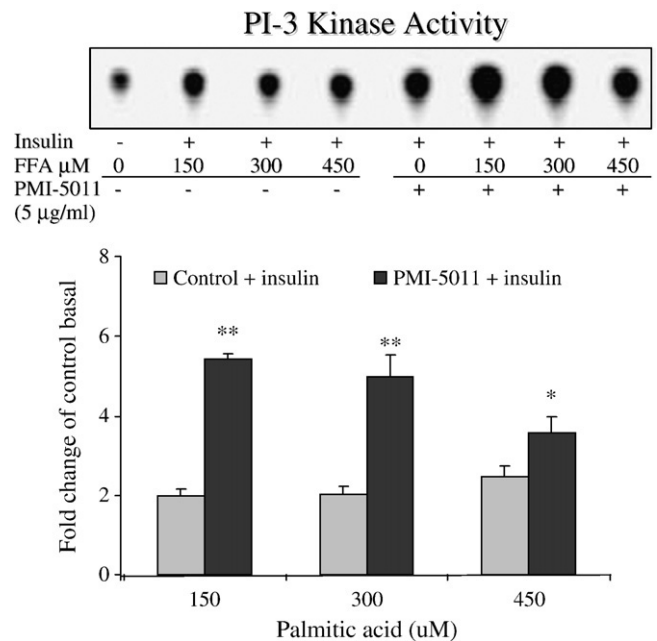 PI-3 Kinase Activity
Insulin - + + + + + + +
FFA µM 0 150 300 450 0 150 300 450
PMI-5011 - - - - + + + +
(5 µg/ml)
8
Control + insulin PMI-5011 + insulin
6
4
2
0
Fold change of control basal
** ** *
150 300 450
Palmitic acid (uM)